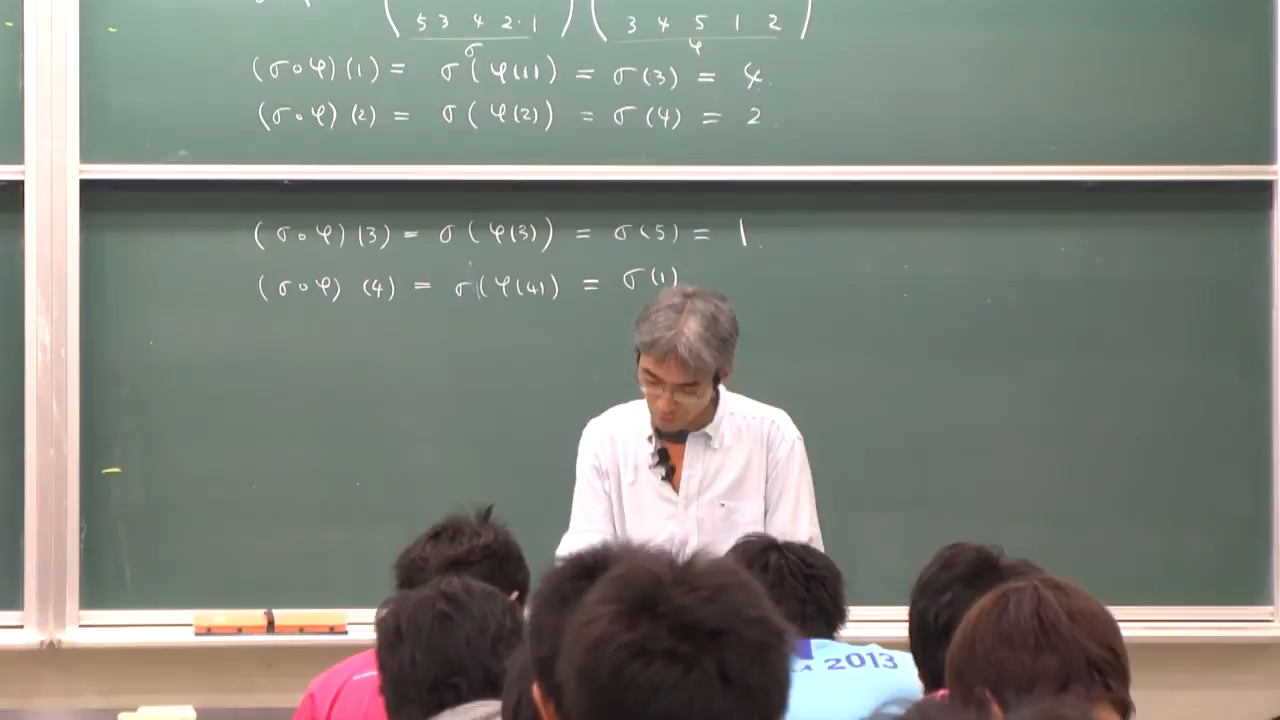 ( 5 3 4 2 1 ) ( 3 4 5 1 2 )
σ φ
(σ∘φ)(1) = σ(φ(1)) = σ(3) = 4.
(σ∘φ)(2) = σ(φ(2)) = σ(4) = 2
(σ∘φ)(3) = σ(φ(3)) = σ(5) = 1.
(σ∘φ)(4) = σ(φ(4)) = σ(1)
2013